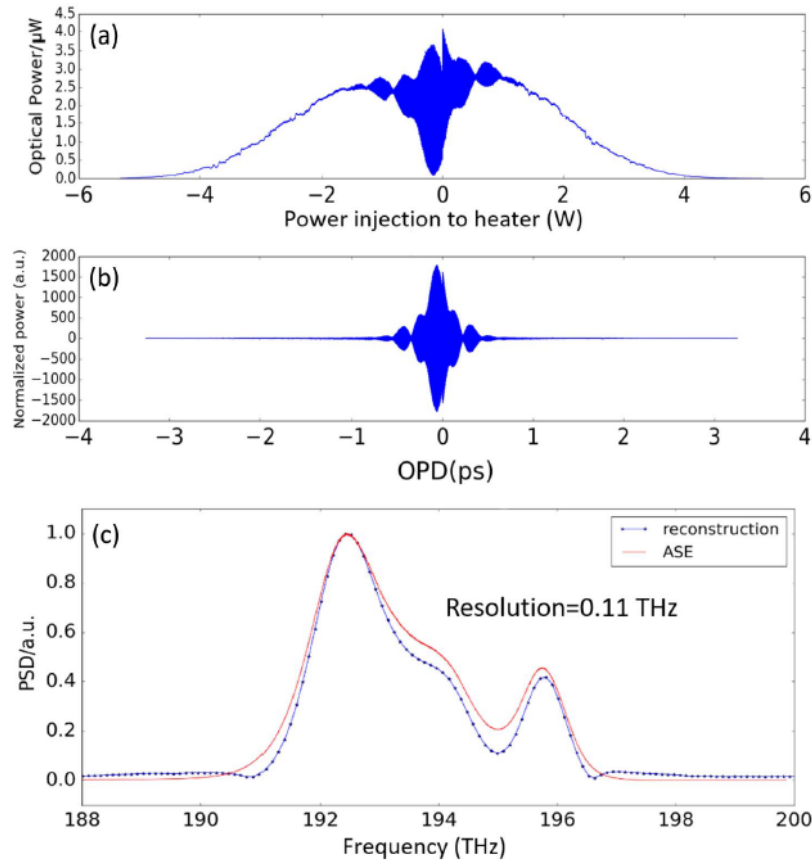 (a)
Optical Power/µW
4.5
4.0
3.5
3.0
2.5
2.0
1.5
1.0
0.5
0.0
−6 −4 −2 0 2 4 6
Power injection to heater (W)
(b)
Normalized power (a.u.)
2000
1500
1000
500
0
−500
−1000
−1500
−2000
−4 −3 −2 −1 0 1 2 3 4
OPD(ps)
(c)
reconstruction
ASE
Resolution=0.11 THz
PSD/a.u.
1.0
0.8
0.6
0.4
0.2
0.0
188 190 192 194 196 198 200
Frequency (THz)